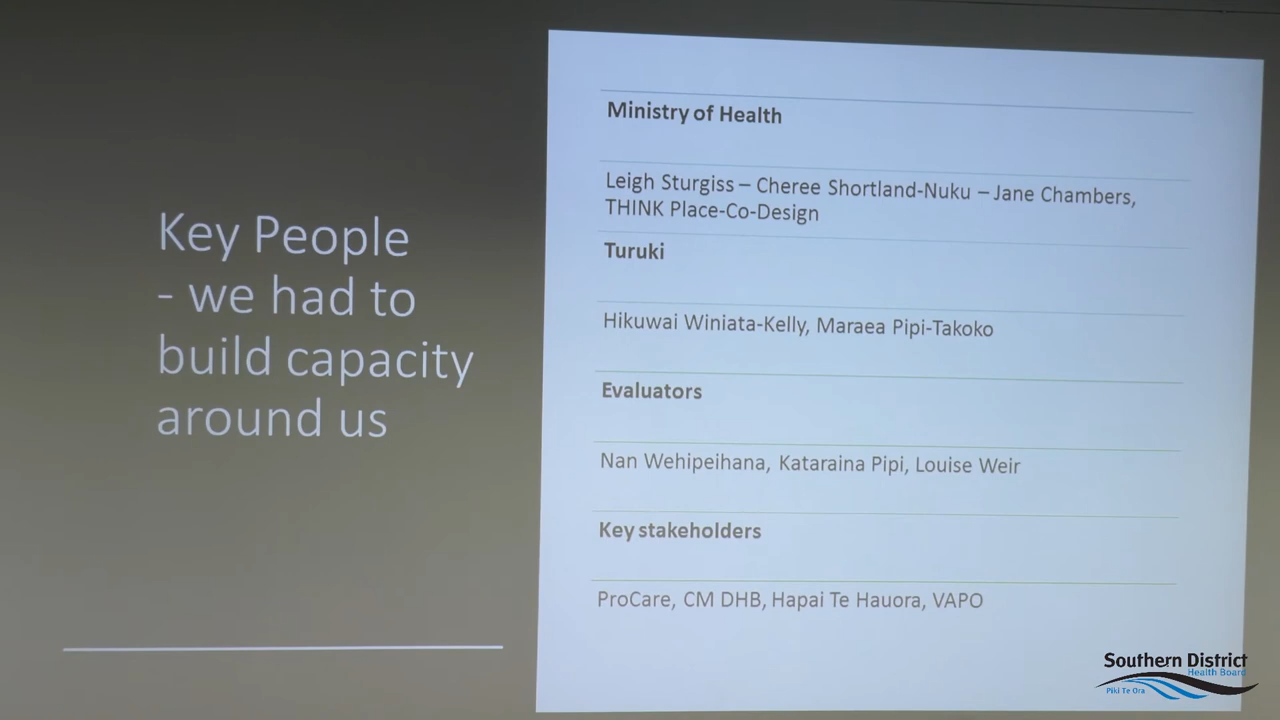 Key People
- we had to
build capacity
around us
Ministry of Health
Leigh Sturgiss – Cheree Shortland-Nuku – Jane Chambers,
THINK Place-Co-Design
Turuki
Hikuwai Winiata-Kelly, Maraea Pipi-Takoko
Evaluators
Nan Wehipeihana, Kataraina Pipi, Louise Weir
Key stakeholders
ProCare, CM DHB, Hapai Te Hauora, VAPO
Southern District
Health Board
Piki Te Ora